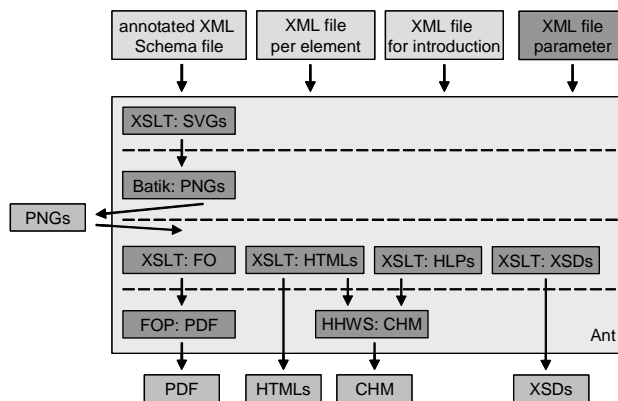 annotated XML
Schema file
XML file
per element
XML file
for introduction
XML file
parameter
XSLT: SVGs
Batik: PNGs
PNGs
XSLT: FO
XSLT: HTMLs
XSLT: HLPs
XSLT: XSDs
FOP: PDF
HHWS: CHM
Ant
PDF
HTMLs
CHM
XSDs